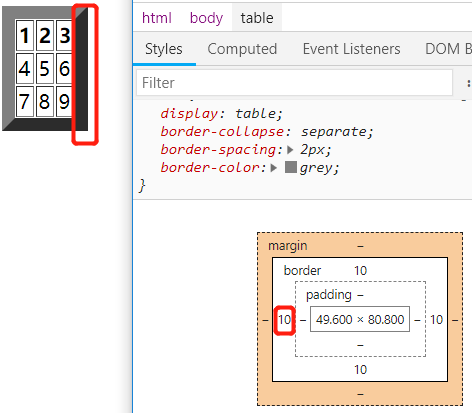 1 2 3
4 5 6
7 8 9
html body table
Styles Computed Event Listeners DOM B
Filter
display: table;
border-collapse: separate;
border-spacing: 2px;
border-color: grey;
}
margin –
border 10
padding –
– 10 – 49.600 × 80.800 – 10 –
–
10
–